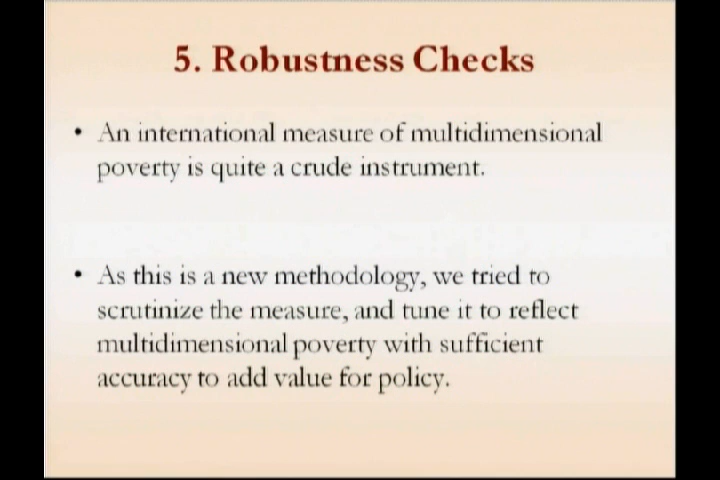 5. Robustness Checks
• An international measure of multidimensional
poverty is quite a crude instrument.
• As this is a new methodology, we tried to
scrutinize the measure, and tune it to reflect
multidimensional poverty with sufficient
accuracy to add value for policy.